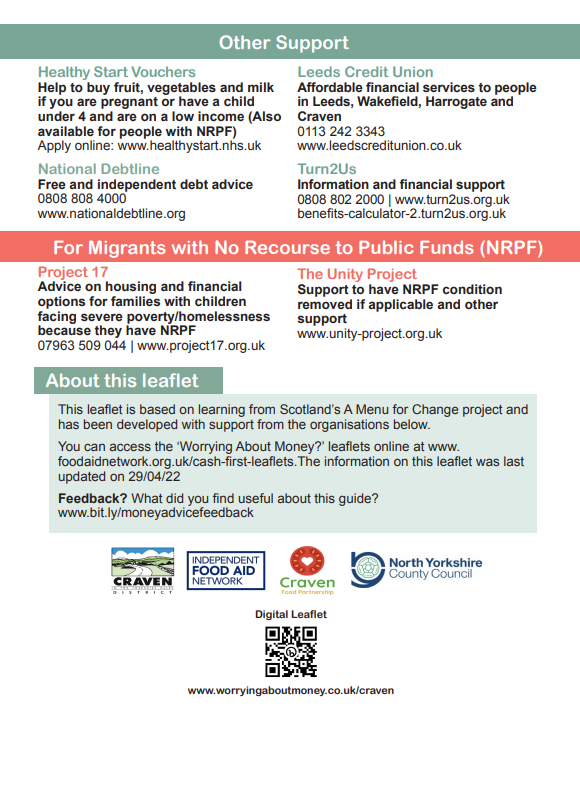 Other Support
Healthy Start Vouchers
Help to buy fruit, vegetables and milk
if you are pregnant or have a child
under 4 and are on a low income (Also
available for people with NRPF)
Apply online: www.healthystart.nhs.uk
National Debtline
Free and independent debt advice
0808 808 4000
www.nationaldebtline.org
Leeds Credit Union
Affordable financial services to people
in Leeds, Wakefield, Harrogate and
Craven
0113 242 3343
www.leedscreditunion.co.uk
Turn2Us
Information and financial support
0808 802 2000 | www.turn2us.org.uk
benefits-calculator-2.turn2us.org.uk
For Migrants with No Recourse to Public Funds (NRPF)
Project 17
Advice on housing and financial
options for families with children
facing severe poverty/homelessness
because they have NRPF
07963 509 044 | www.project17.org.uk
The Unity Project
Support to have NRPF condition
removed if applicable and other
support
www.unity-project.org.uk
About this leaflet
This leaflet is based on learning from Scotland's A Menu for Change project and
has been developed with support from the organisations below.
You can access the 'Worrying About Money?' leaflets online at www.
foodaidnetwork.org.uk/cash-first-leaflets.The information on this leaflet was last
updated on 29/04/22
Feedback? What did you find useful about this guide?
www.bit.ly/moneyadvicefeedback
CRAVEN
DISTRICT
INDEPENDENT
FOOD AID
NETWORK
Craven
Food Partnership
North Yorkshire
County Council
Digital Leaflet
www.worryingaboutmoney.co.uk/craven